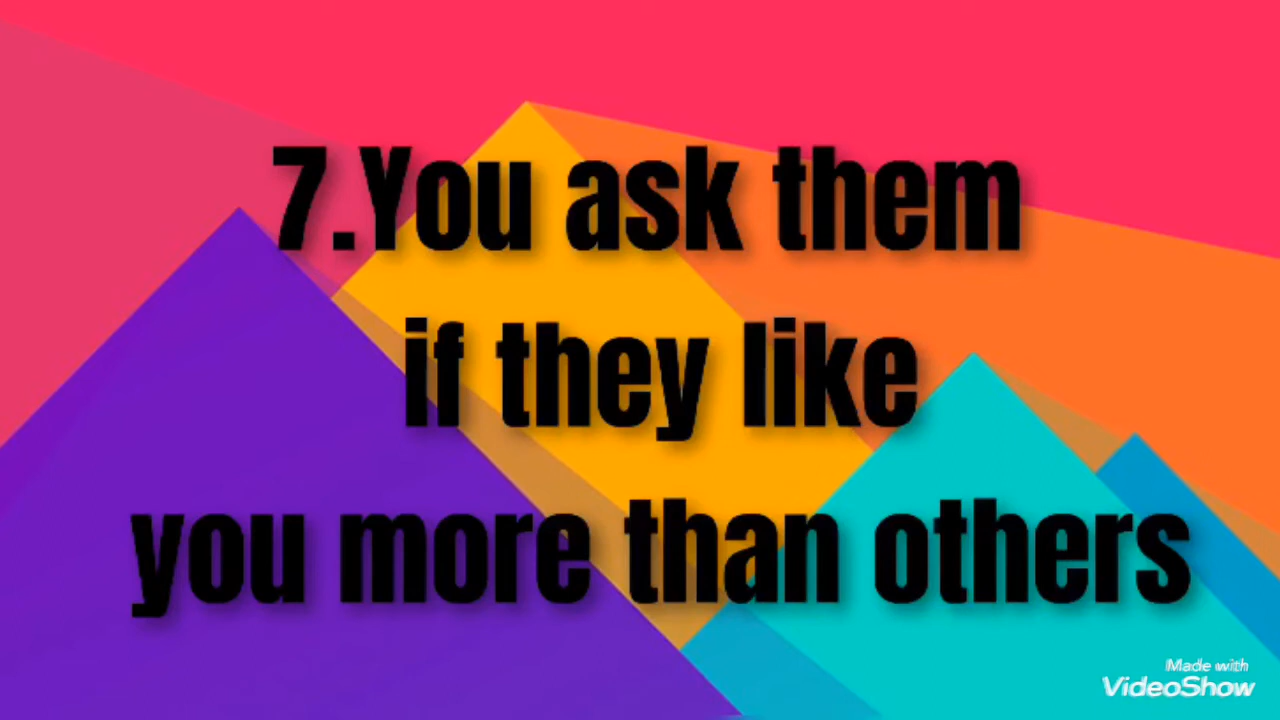 7.You ask them
if they like
you more than others
Made with
VideoShow